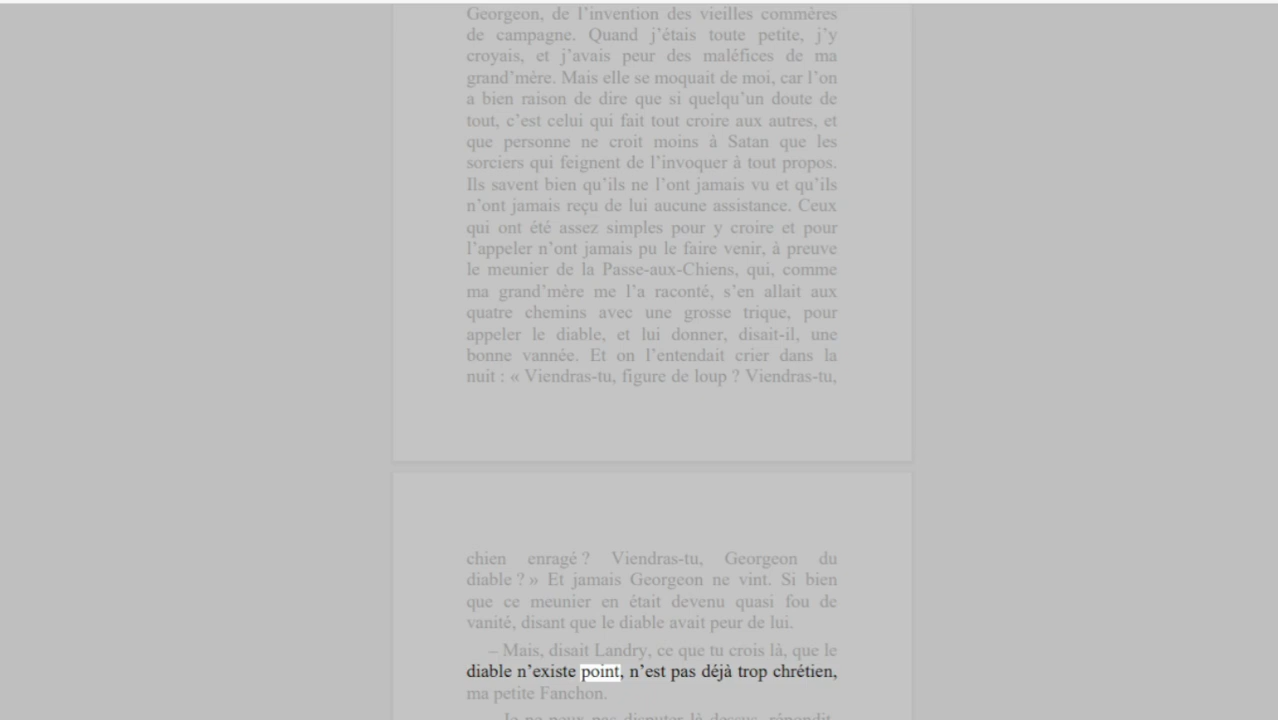 Georgeon, de l’invention des vieilles commères
de campagne. Quand j’étais toute petite, j’y
croyais, et j’avais peur des maléfices de ma
grand’mère. Mais elle se moquait de moi, car l’on
a bien raison de dire que si quelqu’un doute de
tout, c’est celui qui fait tout croire aux autres, et
que personne ne croit moins à Satan que les
sorciers qui feignent de l’invoquer à tout propos.
Ils savent bien qu’ils ne l’ont jamais vu et qu’ils
n’ont jamais reçu de lui aucune assistance. Ceux
qui ont été assez simples pour y croire et pour
l’appeler n’ont jamais pu le faire venir, à preuve
le meunier de la Passe-aux-Chiens, qui, comme
ma grand’mère me l’a raconté, s’en allait aux
quatre chemins avec une grosse trique, pour
appeler le diable, et lui donner, disait-il, une
bonne vannée. Et on l’entendait crier dans la
nuit : « Viendras-tu, figure de loup ? Viendras-tu,
chien enragé ? Viendras-tu, Georgeon du
diable ? » Et jamais Georgeon ne vint. Si bien
que ce meunier en était devenu quasi fou de
vanité, disant que le diable avait peur de lui.
– Mais, disait Landry, ce que tu crois là, que le
diable n’existe point, n’est pas déjà trop chrétien,
ma petite Fanchon.
Je ne peux pas disputer là-dessus, répondit